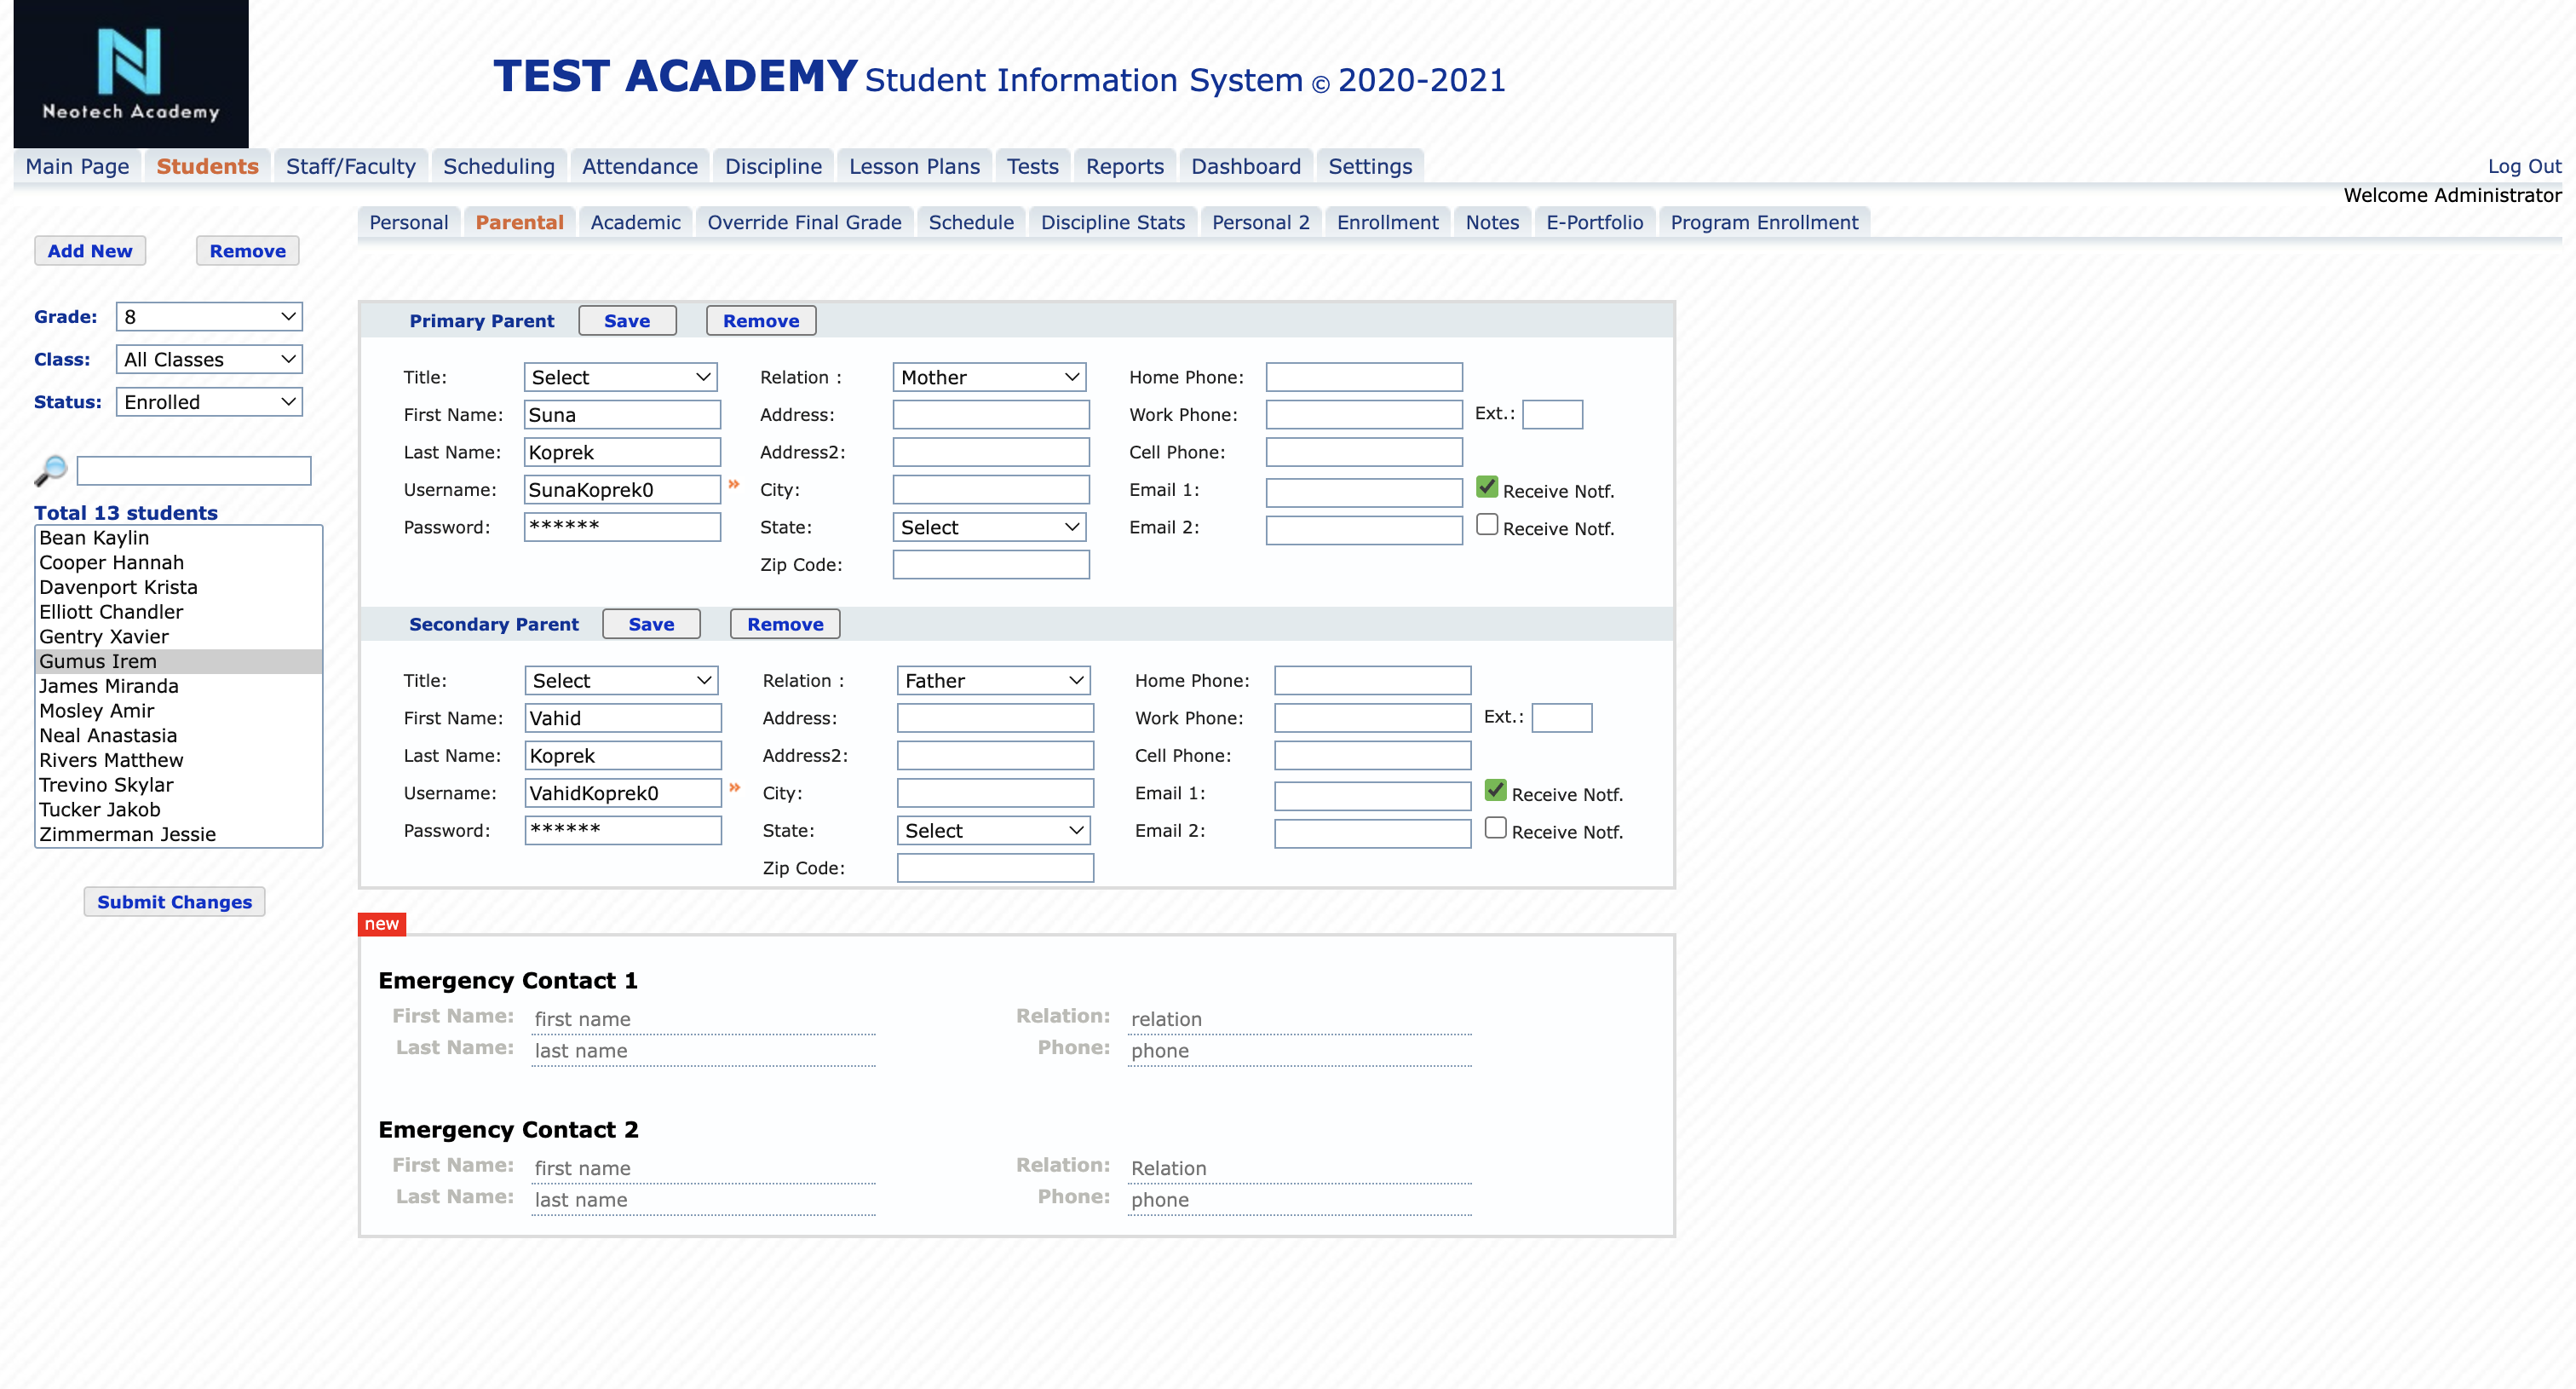 Neotech Academy
TEST ACADEMY Student Information System © 2020-2021
Main Page Students Staff/Faculty Scheduling Attendance Discipline Lesson Plans Tests Reports Dashboard Settings Log Out
Welcome Administrator
Personal Parental Academic Override Final Grade Schedule Discipline Stats Personal 2 Enrollment Notes E-Portfolio Program Enrollment
Add New Remove
Grade: 8
Class: All Classes
Status: Enrolled
Total 13 students
Bean Kaylin
Cooper Hannah
Davenport Krista
Elliott Chandler
Gentry Xavier
Gumus Irem
James Miranda
Mosley Amir
Neal Anastasia
Rivers Matthew
Trevino Skylar
Tucker Jakob
Zimmerman Jessie
Submit Changes
Primary Parent Save Remove
Title: Select Relation : Mother Home Phone:
First Name: Suna Address: Work Phone: Ext.:
Last Name: Koprek Address2: Cell Phone:
Username: SunaKoprek0 » City: Email 1: Receive Notf.
Password: ****** State: Select Email 2: Receive Notf.
Zip Code:
Secondary Parent Save Remove
Title: Select Relation : Father Home Phone:
First Name: Vahid Address: Work Phone: Ext.:
Last Name: Koprek Address2: Cell Phone:
Username: VahidKoprek0 » City: Email 1: Receive Notf.
Password: ****** State: Select Email 2: Receive Notf.
Zip Code:
new
Emergency Contact 1
First Name: first name Relation: relation
Last Name: last name Phone: phone
Emergency Contact 2
First Name: first name Relation: Relation
Last Name: last name Phone: phone